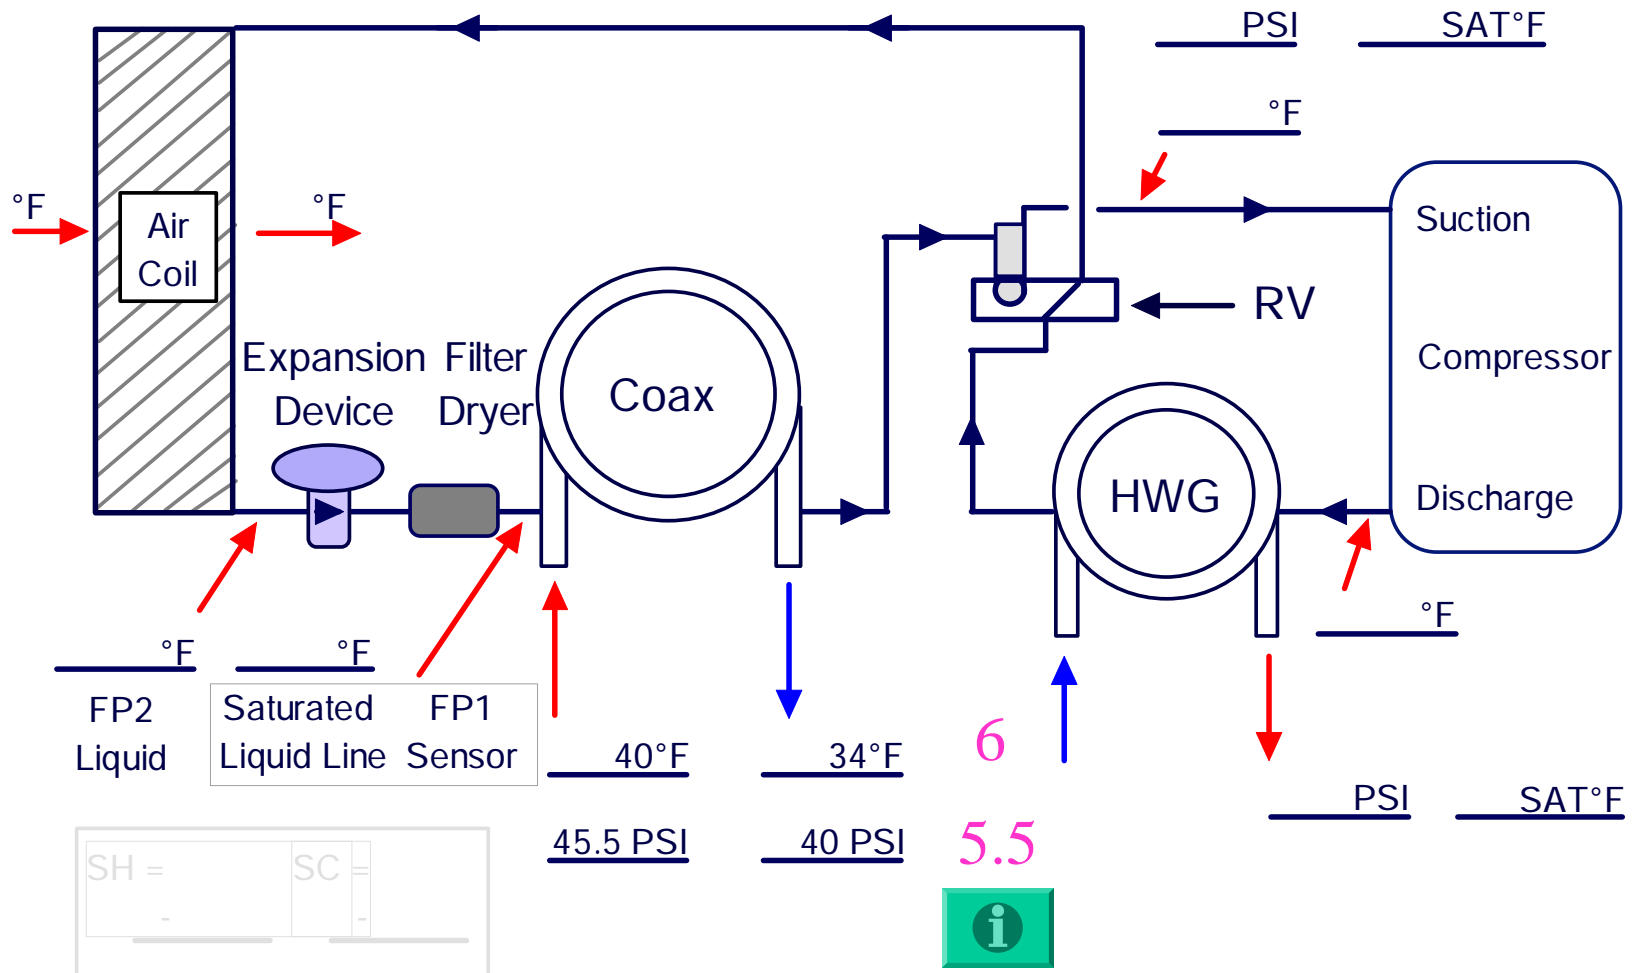 PSI SAT°F
°F
°F °F
Air
Coil
Suction
RV
Expansion Filter
Device Dryer
Coax
Compressor
HWG
Discharge
°F
°F °F
FP2
Liquid
Saturated FP1
Liquid Line Sensor
40°F 34°F 6
45.5 PSI 40 PSI 5.5
PSI SAT°F
SH = SC =
- -
i